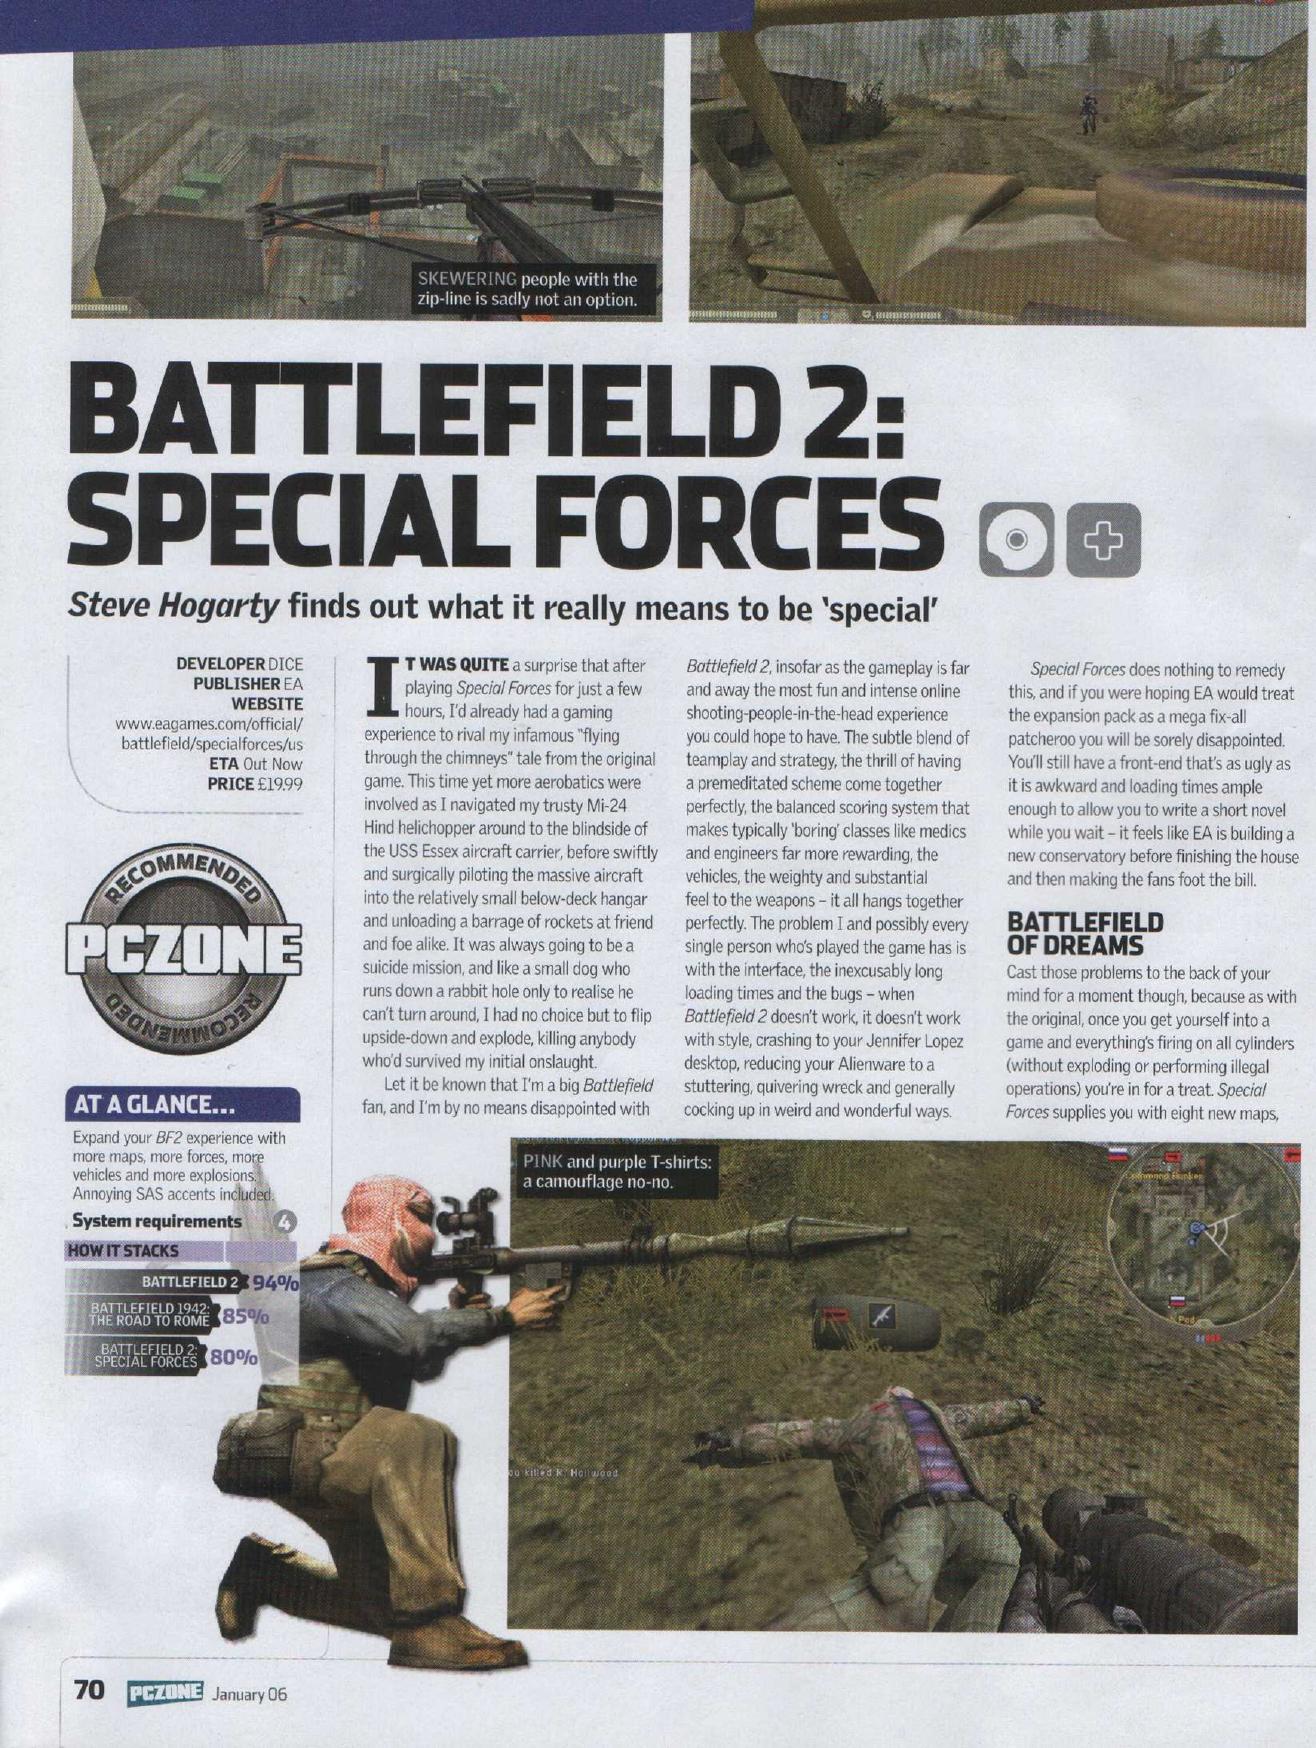 SKEWERING people with the
zip-line is sadly not an option.
BATTLEFIELD 2:
SPECIAL FORCES
Steve Hogarty finds out what it really means to be 'special'
DEVELOPER DICE
PUBLISHER EA
WEBSITE
www.eagames.com/official/
battlefield/specialforces/us
ETA Out Now
PRICE £19.99
RECOMMENDED
PCZONE
RECOMMENDED
AT A GLANCE...
Expand your BF2 experience with
more maps, more forces, more
vehicles and more explosions.
Annoying SAS accents included.
System requirements 4
HOW IT STACKS
BATTLEFIELD 2 94%
BATTLEFIELD 1942:
THE ROAD TO ROME 85%
BATTLEFIELD 2:
SPECIAL FORCES 80%
IT WAS QUITE a surprise that after
playing Special Forces for just a few
hours, I'd already had a gaming
experience to rival my infamous "flying
through the chimneys" tale from the original
game. This time yet more aerobatics were
involved as I navigated my trusty Mi-24
Hind helichopper around to the blindside of
the USS Essex aircraft carrier, before swiftly
and surgically piloting the massive aircraft
into the relatively small below-deck hangar
and unloading a barrage of rockets at friend
and foe alike. It was always going to be a
suicide mission, and like a small dog who
runs down a rabbit hole only to realise he
can't turn around, I had no choice but to flip
upside-down and explode, killing anybody
who'd survived my initial onslaught.
Let it be known that I'm a big Battlefield
fan, and I'm by no means disappointed with
Battlefield 2, insofar as the gameplay is far
and away the most fun and intense online
shooting-people-in-the-head experience
you could hope to have. The subtle blend of
teamplay and strategy, the thrill of having
a premeditated scheme come together
perfectly, the balanced scoring system that
makes typically 'boring' classes like medics
and engineers far more rewarding, the
vehicles, the weighty and substantial
feel to the weapons – it all hangs together
perfectly. The problem I and possibly every
single person who's played the game has is
with the interface, the inexcusably long
loading times and the bugs – when
Battlefield 2 doesn't work, it doesn't work
with style, crashing to your Jennifer Lopez
desktop, reducing your Alienware to a
stuttering, quivering wreck and generally
cocking up in weird and wonderful ways.
Special Forces does nothing to remedy
this, and if you were hoping EA would treat
the expansion pack as a mega fix-all
patcheroo you will be sorely disappointed.
You'll still have a front-end that's as ugly as
it is awkward and loading times ample
enough to allow you to write a short novel
while you wait – it feels like EA is building a
new conservatory before finishing the house
and then making the fans foot the bill.
BATTLEFIELD
OF DREAMS
Cast those problems to the back of your
mind for a moment though, because as with
the original, once you get yourself into a
game and everything's firing on all cylinders
(without exploding or performing illegal
operations) you're in for a treat. Special
Forces supplies you with eight new maps,
PINK and purple T-shirts:
a camouflage no-no.
Command Bunker
killed
70 PCZONE January 06